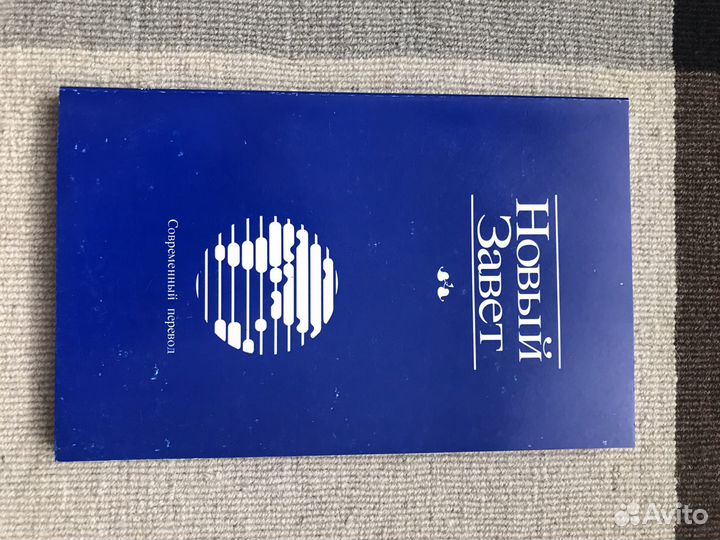 Новый
Завет
Современный перевод
Avito